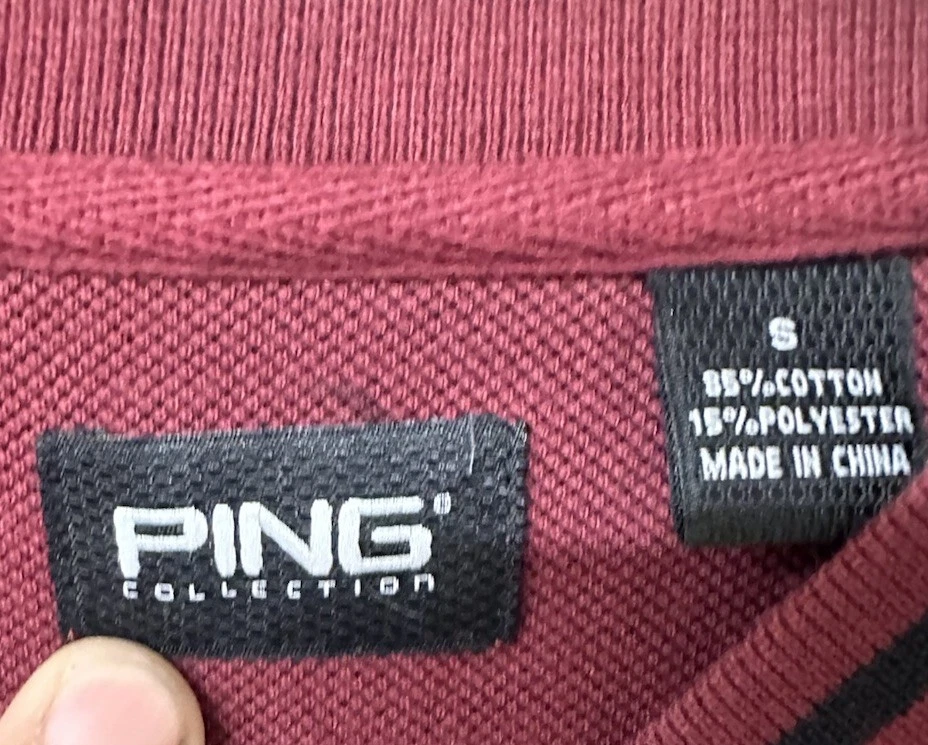 PING®
COLLECTION
S
85%COTTON
15%POLYESTER
MADE IN CHINA